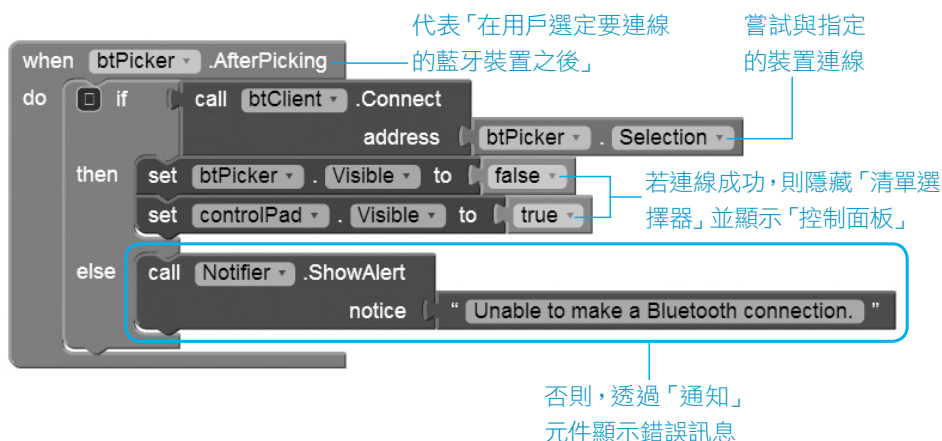 代表「在用戶選定要連線
的藍牙裝置之後」
嘗試與指定
的裝置連線
when btPicker .AfterPicking
do if call btClient .Connect
address btPicker . Selection
then set btPicker . Visible to false
set controlPad . Visible to true
若連線成功，則隱藏「清單選
擇器」並顯示「控制面板」
else call Notifier .ShowAlert
notice “ Unable to make a Bluetooth connection. ”
否則，透過「通知」
元件顯示錯誤訊息